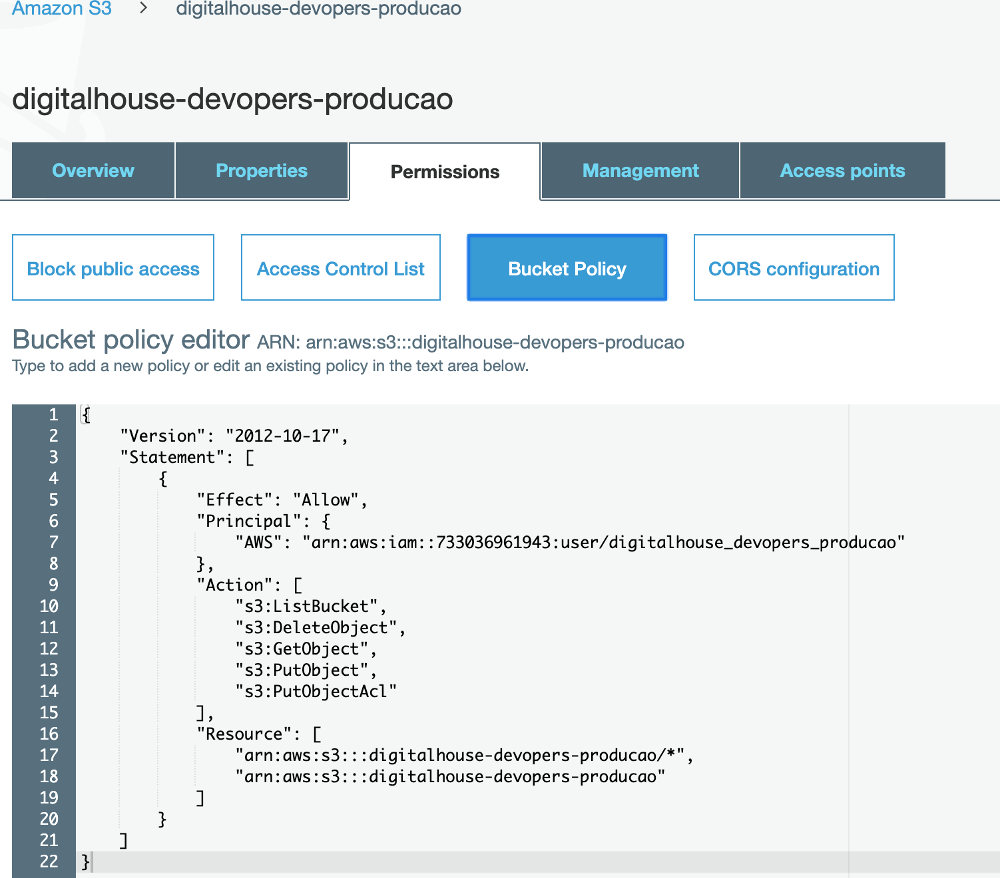 Amazon S3 > digitalhouse-devopers-producao
digitalhouse-devopers-producao
Overview Properties Permissions Management Access points
Block public access Access Control List Bucket Policy CORS configuration
Bucket policy editor ARN: arn:aws:s3:::digitalhouse-devopers-producao
Type to add a new policy or edit an existing policy in the text area below.
1 {
2     "Version": "2012-10-17",
3     "Statement": [
4         {
5             "Effect": "Allow",
6             "Principal": {
7                 "AWS": "arn:aws:iam::733036961943:user/digitalhouse_devopers_producao"
8             },
9             "Action": [
10                 "s3:ListBucket",
11                 "s3:DeleteObject",
12                 "s3:GetObject",
13                 "s3:PutObject",
14                 "s3:PutObjectAcl"
15             ],
16             "Resource": [
17                 "arn:aws:s3:::digitalhouse-devopers-producao/*",
18                 "arn:aws:s3:::digitalhouse-devopers-producao"
19             ]
20         }
21     ]
22 }